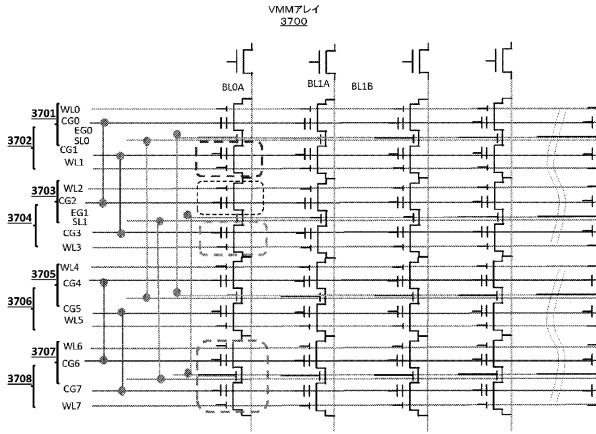 VMMアレイ
3700
BL0A
BL1A
BL1B
3701
WL0
CG0
EG0
SL0
3702
CG1
WL1
3703
WL2
CG2
EG1
SL1
3704
CG3
WL3
3705
WL4
CG4
3706
CG5
WL5
3707
WL6
CG6
3708
CG7
WL7